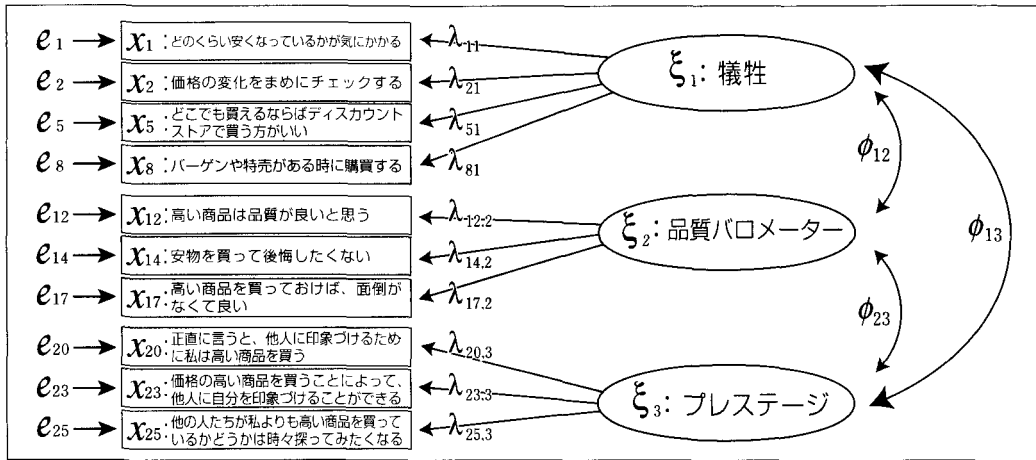 e1 x1:どのくらい安くなっているかが気にかかる λ11
e2 x2:価格の変化をまめにチェックする λ21
e5 x5:どこでも買えるならばディスカウント
ストアで買う方がいい λ51
e8 x8:バーゲンや特売がある時に購買する λ81
ξ1:犠牲
e12 x12:高い商品は品質が良いと思う λ12.2
e14 x14:安物を買って後悔したくない λ14.2
e17 x17:高い商品を買っておけば、面倒が
なくて良い λ17.2
ξ2:品質バロメーター
e20 x20:正直に言うと、他人に印象づけるため
に私は高い商品を買う λ20.3
e23 x23:価格の高い商品を買うことによって、
他人に自分を印象づけることができる λ23.3
e25 x25:他の人たちが私よりも高い商品を買って
いるかどうかは時々探ってみたくなる λ25.3
ξ3:プレステージ
ϕ12
ϕ13
ϕ23